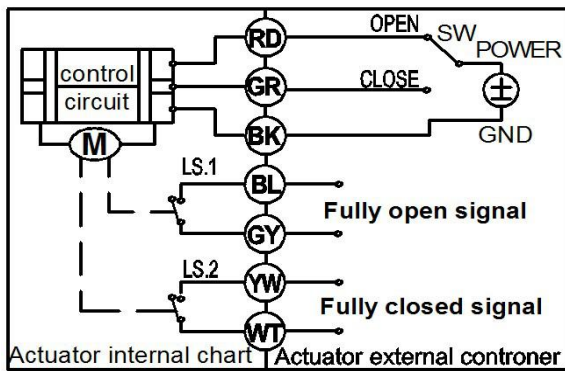 RD
OPEN
SW
POWER
control
circuit
GR
CLOSE
±
BK
GND
M
LS.1
BL
Fully open signal
GY
LS.2
YW
Fully closed signal
WT
Actuator internal chart
Actuator external controner